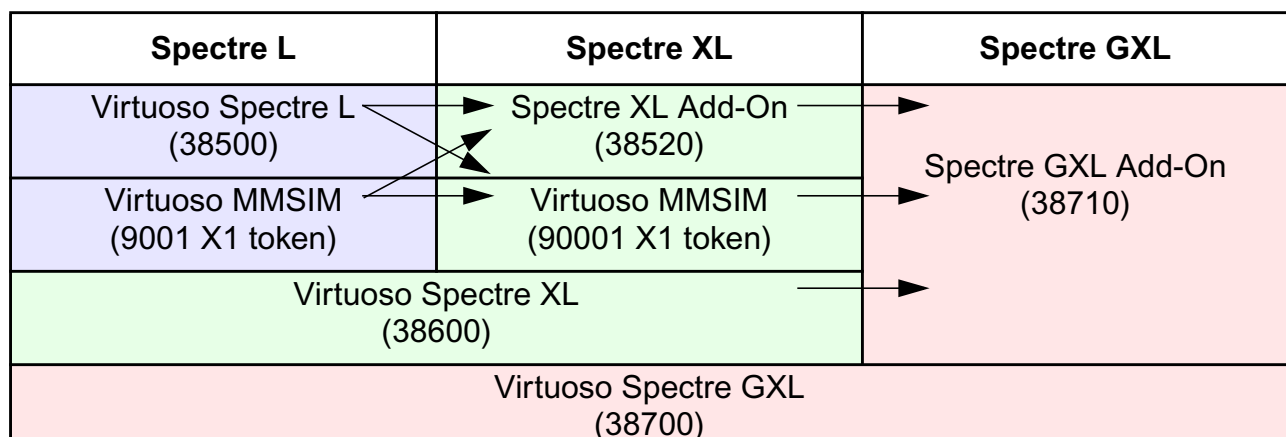 Spectre L
Spectre XL
Spectre GXL
Virtuoso Spectre L
(38500)
Spectre XL Add-On
(38520)
Spectre GXL Add-On
(38710)
Virtuoso MMSIM
(9001 X1 token)
Virtuoso MMSIM
(90001 X1 token)
Virtuoso Spectre XL
(38600)
Virtuoso Spectre GXL
(38700)